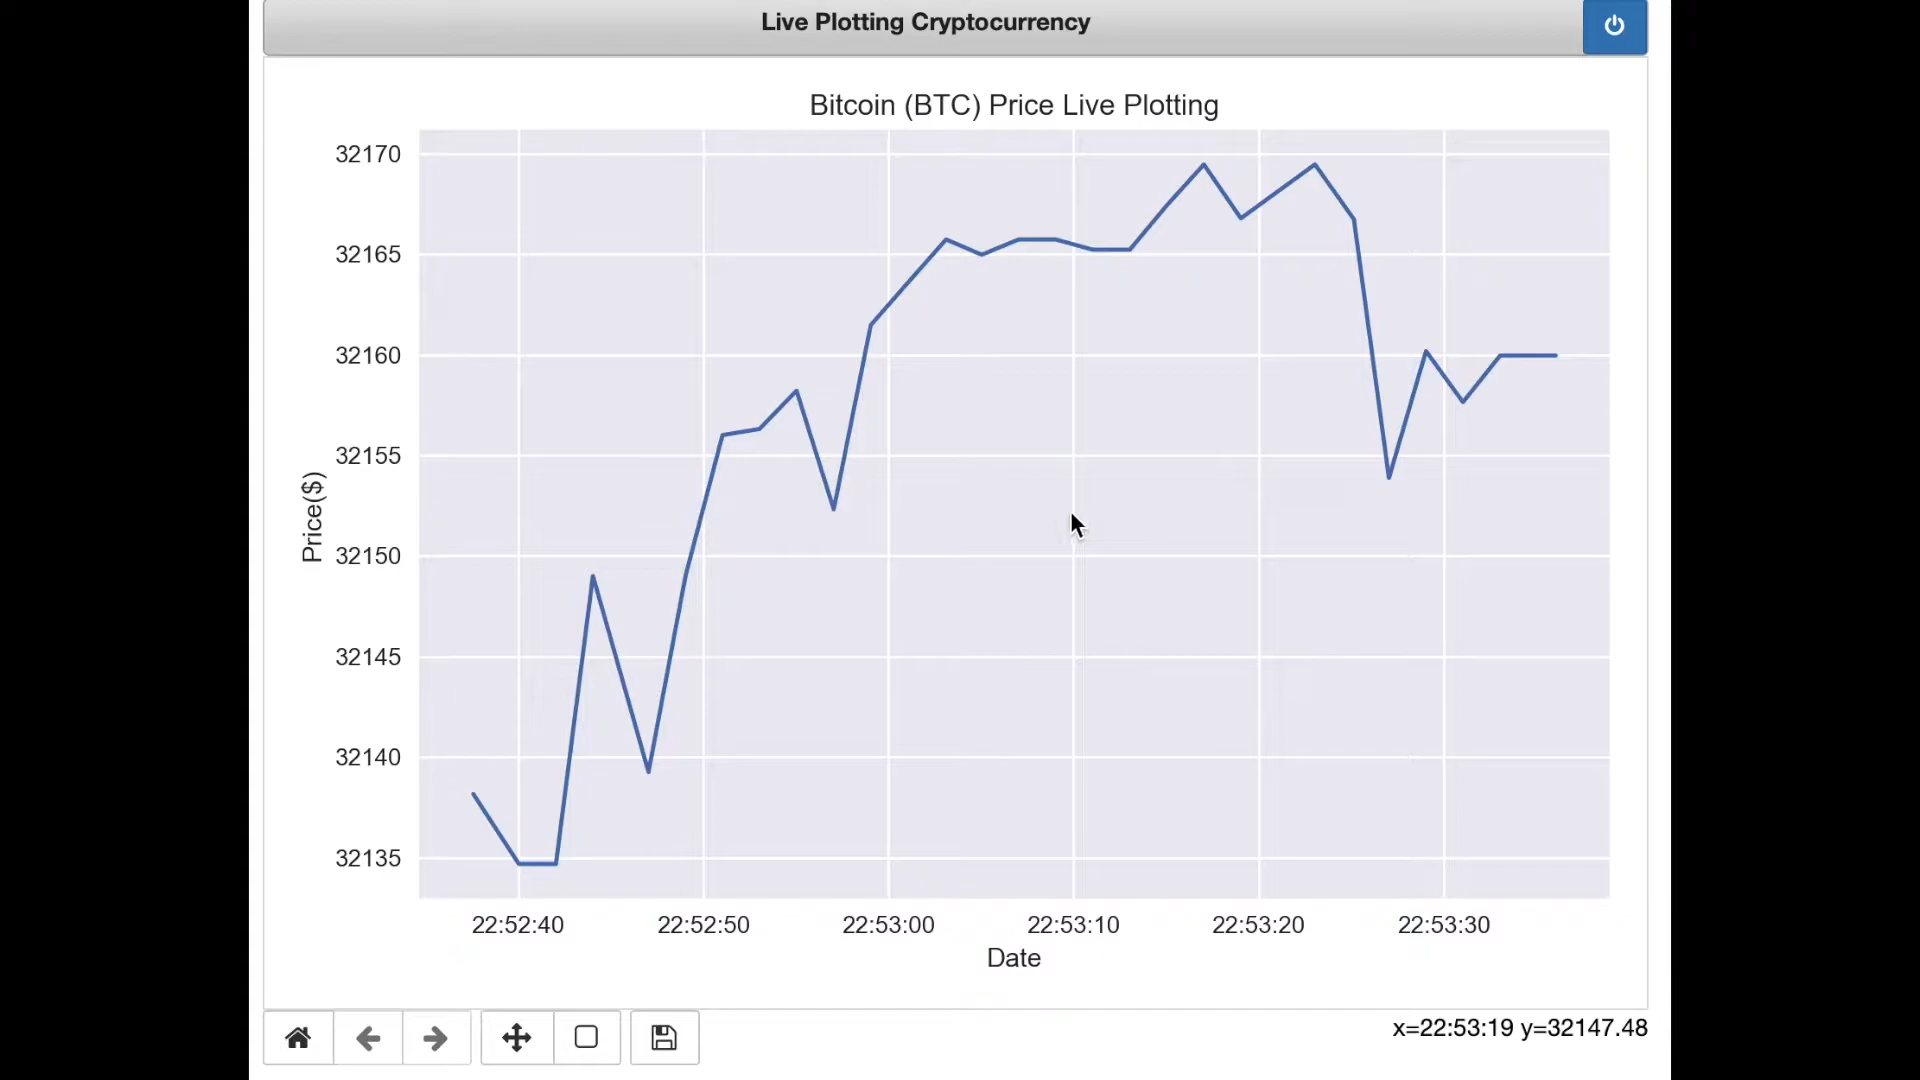 Live Plotting Cryptocurrency
Bitcoin (BTC) Price Live Plotting
32170
32165
32160
32155
32150
32145
32140
32135
Price($)
22:52:40 22:52:50 22:53:00 22:53:10 22:53:20 22:53:30
Date
x=22:53:19 y=32147.48